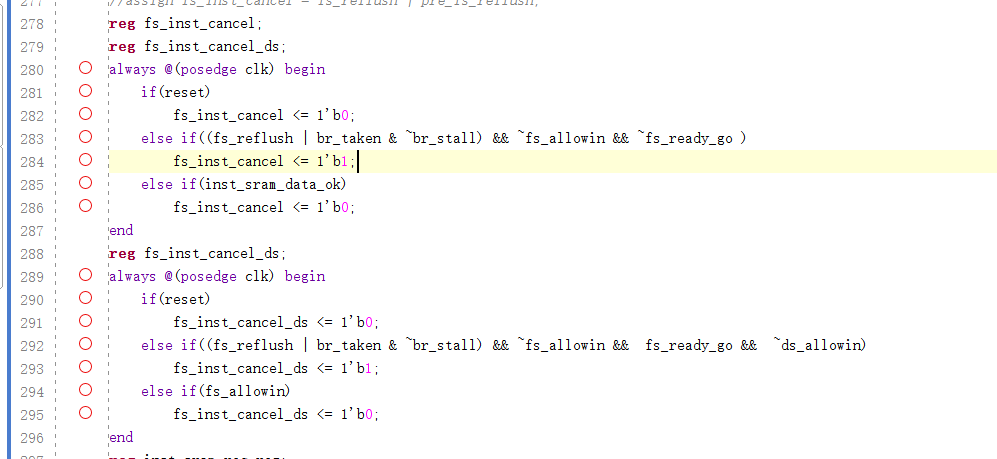 277 //assign fs_inst_cancel = fs_reflush | pre_fs_reflush;
278 reg fs_inst_cancel;
279 reg fs_inst_cancel_ds;
280 always @(posedge clk) begin
281 if(reset)
282 fs_inst_cancel <= 1'b0;
283 else if((fs_reflush | br_taken & ~br_stall) && ~fs_allowin && ~fs_ready_go )
284 fs_inst_cancel <= 1'b1;
285 else if(inst_sram_data_ok)
286 fs_inst_cancel <= 1'b0;
287 end
288 reg fs_inst_cancel_ds;
289 always @(posedge clk) begin
290 if(reset)
291 fs_inst_cancel_ds <= 1'b0;
292 else if((fs_reflush | br_taken & ~br_stall) && ~fs_allowin &&  fs_ready_go &&  ~ds_allowin)
293 fs_inst_cancel_ds <= 1'b1;
294 else if(fs_allowin)
295 fs_inst_cancel_ds <= 1'b0;
296 end